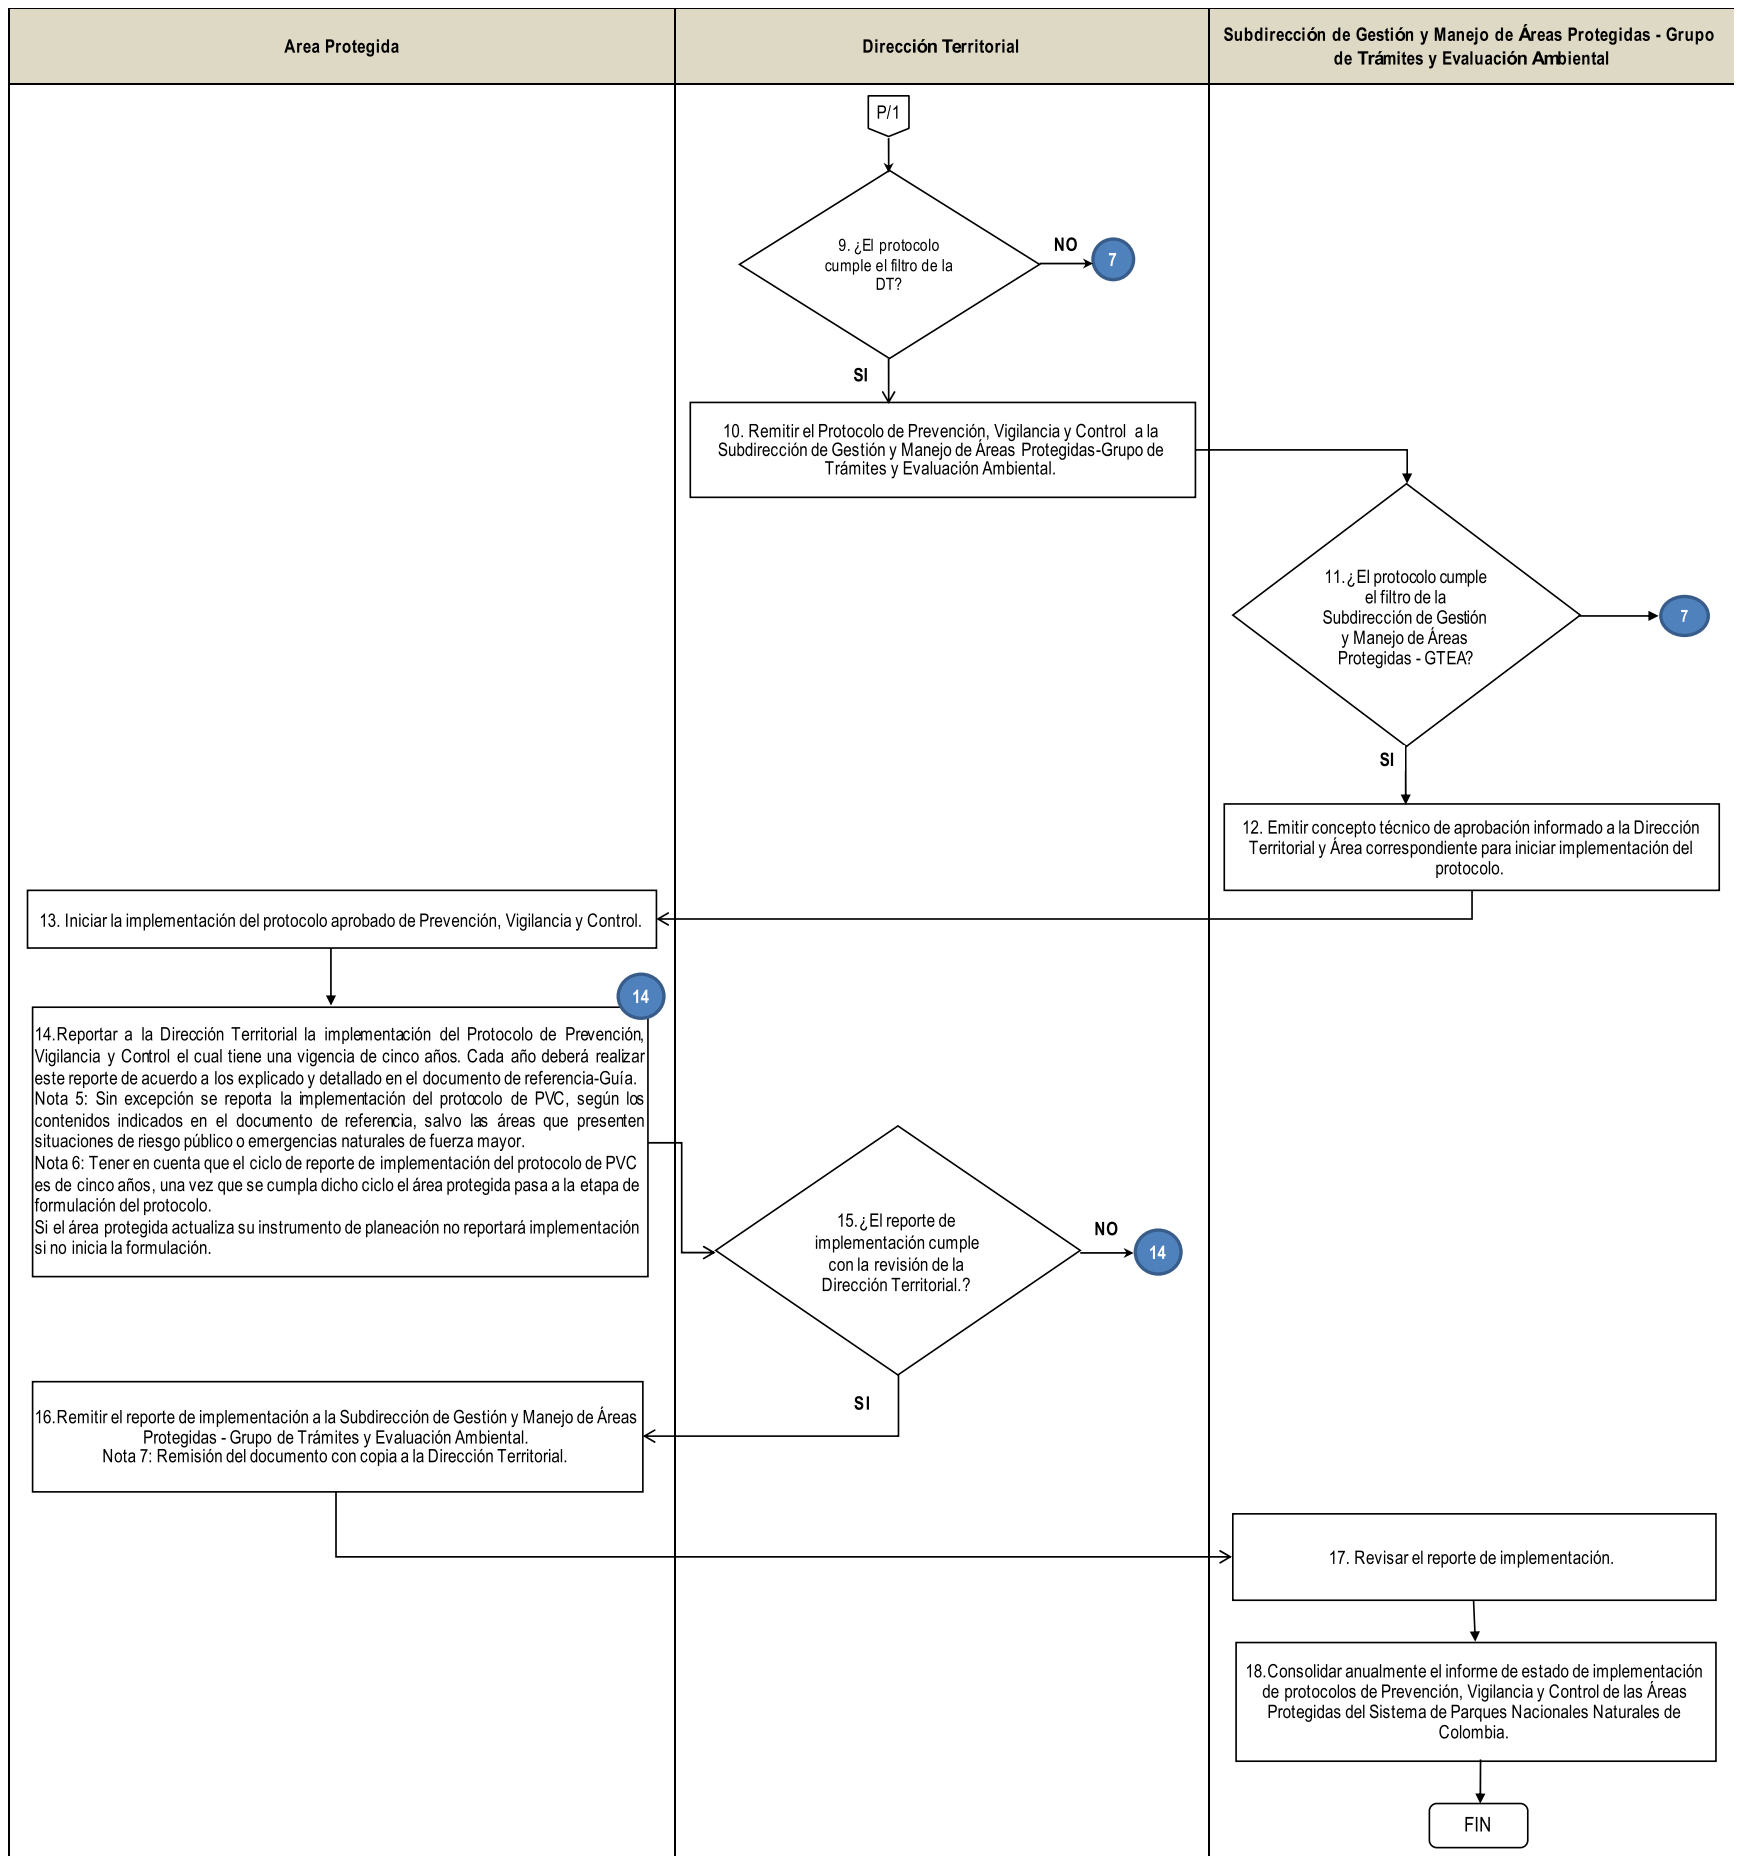 Area Protegida
Dirección Territorial
Subdirección de Gestión y Manejo de Áreas Protegidas - Grupo
de Trámites y Evaluación Ambiental
P/1
9. ¿El protocolo
cumple el filtro de la
DT?
NO
7
SI
10. Remitir el Protocolo de Prevención, Vigilancia y Control a la
Subdirección de Gestión y Manejo de Áreas Protegidas-Grupo de
Trámites y Evaluación Ambiental.
11.¿El protocolo cumple
el filtro de la
Subdirección de Gestión
y Manejo de Áreas
Protegidas - GTEA?
7
SI
12. Emitir concepto técnico de aprobación informado a la Dirección
Territorial y Área correspondiente para iniciar implementación del
protocolo.
13. Iniciar la implementación del protocolo aprobado de Prevención, Vigilancia y Control.
14
14.Reportar a la Dirección Territorial la implementación del Protocolo de Prevención,
Vigilancia y Control el cual tiene una vigencia de cinco años. Cada año deberá realizar
este reporte de acuerdo a los explicado y detallado en el documento de referencia-Guía.
Nota 5: Sin excepción se reporta la implementación del protocolo de PVC, según los
contenidos indicados en el documento de referencia, salvo las áreas que presenten
situaciones de riesgo público o emergencias naturales de fuerza mayor.
Nota 6: Tener en cuenta que el ciclo de reporte de implementación del protocolo de PVC
es de cinco años, una vez que se cumpla dicho ciclo el área protegida pasa a la etapa de
formulación del protocolo.
Si el área protegida actualiza su instrumento de planeación no reportará implementación
si no inicia la formulación.
15.¿El reporte de
implementación cumple
con la revisión de la
Dirección Territorial.?
NO
14
SI
16.Remitir el reporte de implementación a la Subdirección de Gestión y Manejo de Áreas
Protegidas - Grupo de Trámites y Evaluación Ambiental.
Nota 7: Remisión del documento con copia a la Dirección Territorial.
17. Revisar el reporte de implementación.
18.Consolidar anualmente el informe de estado de implementación
de protocolos de Prevención, Vigilancia y Control de las Áreas
Protegidas del Sistema de Parques Nacionales Naturales de
Colombia.
FIN